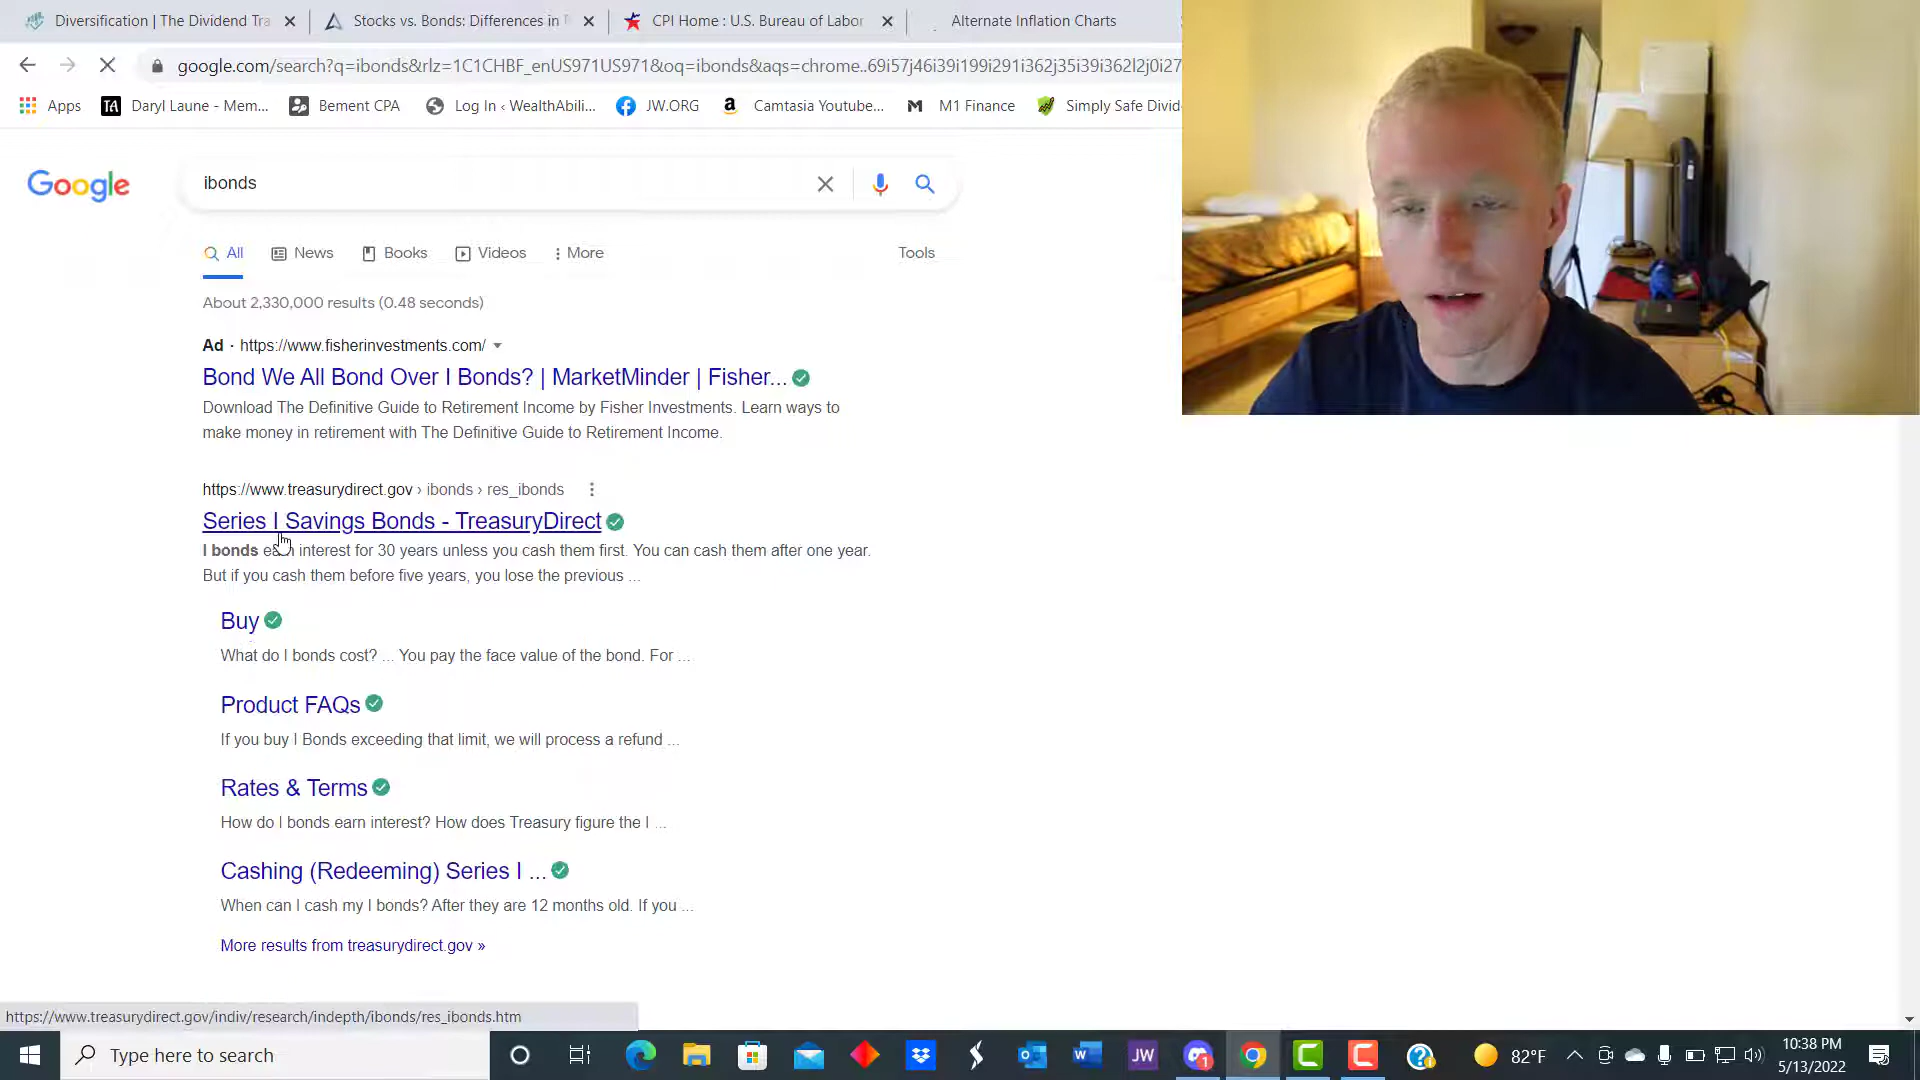 Diversification | The Dividend Tra
Stocks vs. Bonds: Differences in
CPI Home : U.S. Bureau of Labor
Alternate Inflation Charts
google.com/search?q=ibonds&rlz=1C1CHBF_enUS971US971&oq=ibonds&aqs=chrome..69i57j46i39i199i291i362j35i39i362l2j0i27
Apps
Daryl Laune - Mem...
Bement CPA
Log In ‹ WealthAbili...
JW.ORG
Camtasia Youtube...
M1 Finance
Simply Safe Divid
Google
ibonds
All
News
Books
Videos
More
Tools
About 2,330,000 results (0.48 seconds)
Ad · https://www.fisherinvestments.com/
Bond We All Bond Over I Bonds? | MarketMinder | Fisher...
Download The Definitive Guide to Retirement Income by Fisher Investments. Learn ways to
make money in retirement with The Definitive Guide to Retirement Income.
https://www.treasurydirect.gov › ibonds › res_ibonds
Series I Savings Bonds - TreasuryDirect
I bonds earn interest for 30 years unless you cash them first. You can cash them after one year.
But if you cash them before five years, you lose the previous ...
Buy
What do I bonds cost? ... You pay the face value of the bond. For ...
Product FAQs
If you buy I Bonds exceeding that limit, we will process a refund ...
Rates & Terms
How do I bonds earn interest? How does Treasury figure the I ...
Cashing (Redeeming) Series I ...
When can I cash my I bonds? After they are 12 months old. If you ...
More results from treasurydirect.gov »
https://www.treasurydirect.gov/indiv/research/indepth/ibonds/res_ibonds.htm
Type here to search
JW
1
82°F
10:38 PM
5/13/2022